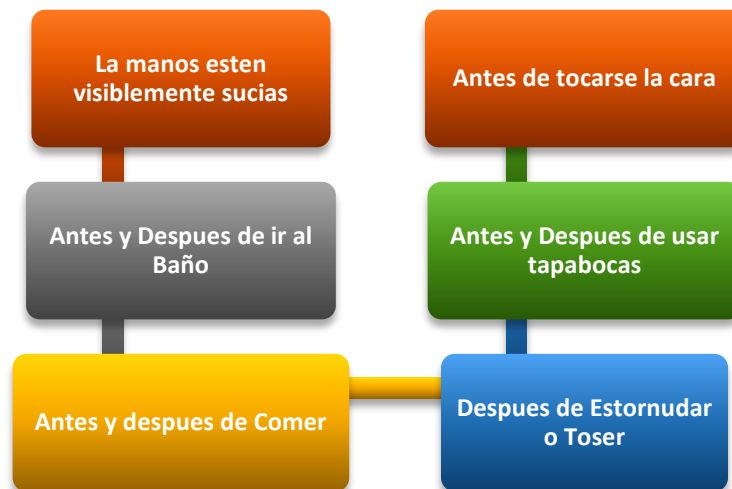 La manos esten
visiblemente sucias
Antes y Despues de ir al
Baño
Antes y despues de Comer
Despues de Estornudar
o Toser
Antes y Despues de usar
tapabocas
Antes de tocarse la cara